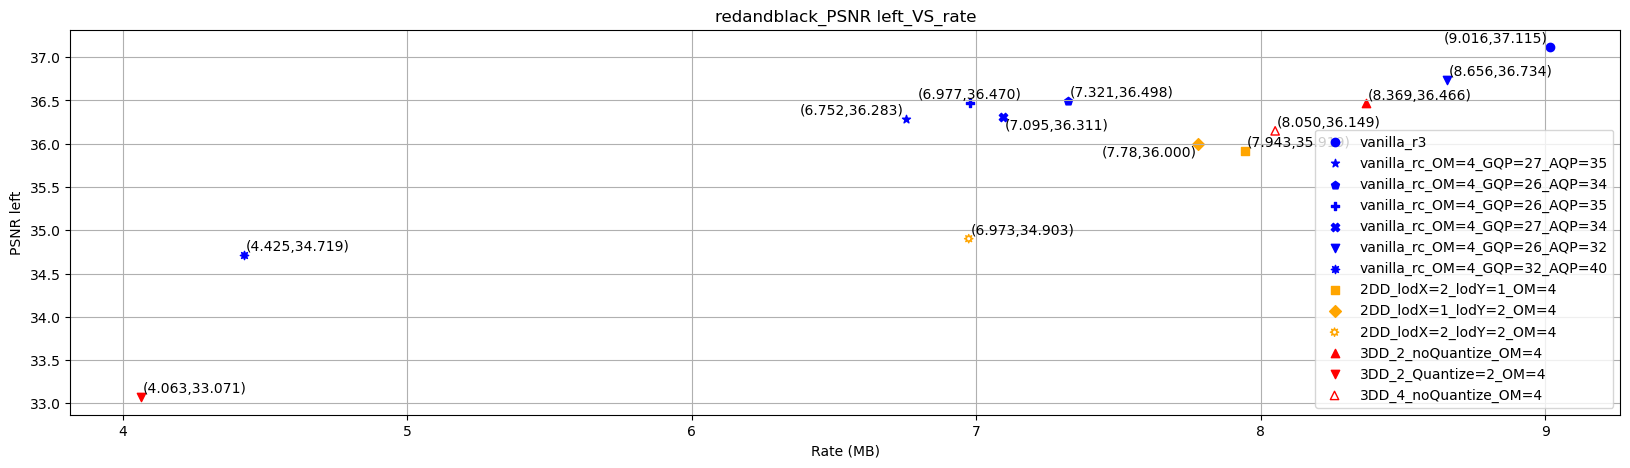 redandblack_PSNR left_VS_rate
(9.016,37.115)
(8.656,36.734)
(6.977,36.470)
(7.321,36.498)
(8.369,36.466)
(6.752,36.283)
(7.095,36.311)
(8.050,36.149)
(7.78,36.000)
(4.425,34.719)
(6.973,34.903)
(4.063,33.071)
vanilla_r3
vanilla_rc_OM=4_GQP=27_AQP=35
vanilla_rc_OM=4_GQP=26_AQP=34
vanilla_rc_OM=4_GQP=26_AQP=35
vanilla_rc_OM=4_GQP=27_AQP=34
vanilla_rc_OM=4_GQP=26_AQP=32
vanilla_rc_OM=4_GQP=32_AQP=40
2DD_lodX=2_lodY=1_OM=4
2DD_lodX=1_lodY=2_OM=4
2DD_lodX=2_lodY=2_OM=4
3DD_2_noQuantize_OM=4
3DD_2_Quantize=2_OM=4
3DD_4_noQuantize_OM=4
PSNR left
37.0
36.5
36.0
35.5
35.0
34.5
34.0
33.5
33.0
4 5 6 7 8 9
Rate (MB)